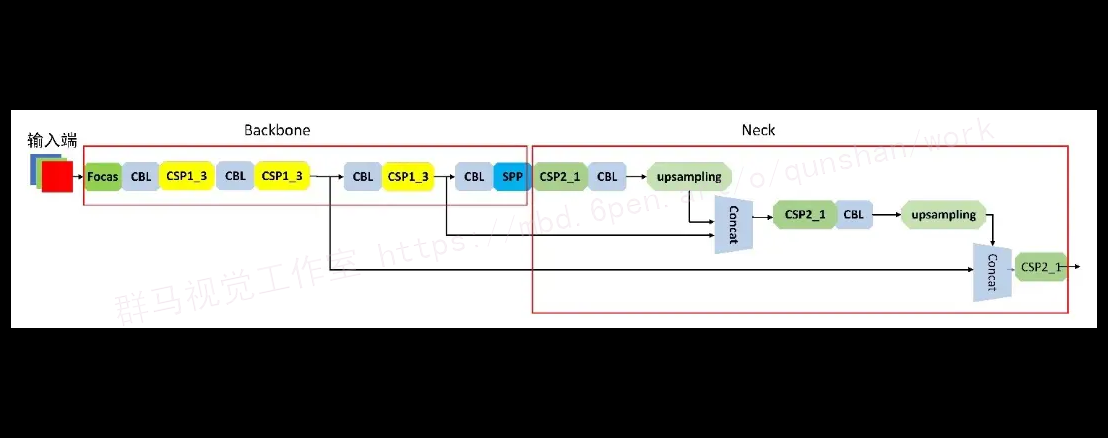 输入端
Backbone
Neck
Focas CBL CSP1_3 CBL CSP1_3 CBL CSP1_3 CBL SPP CSP2_1 CBL upsampling
Concat CSP2_1 CBL upsampling
Concat CSP2_1
群马视觉工作室 https://mbd.6pen.art/o/qunshan/work